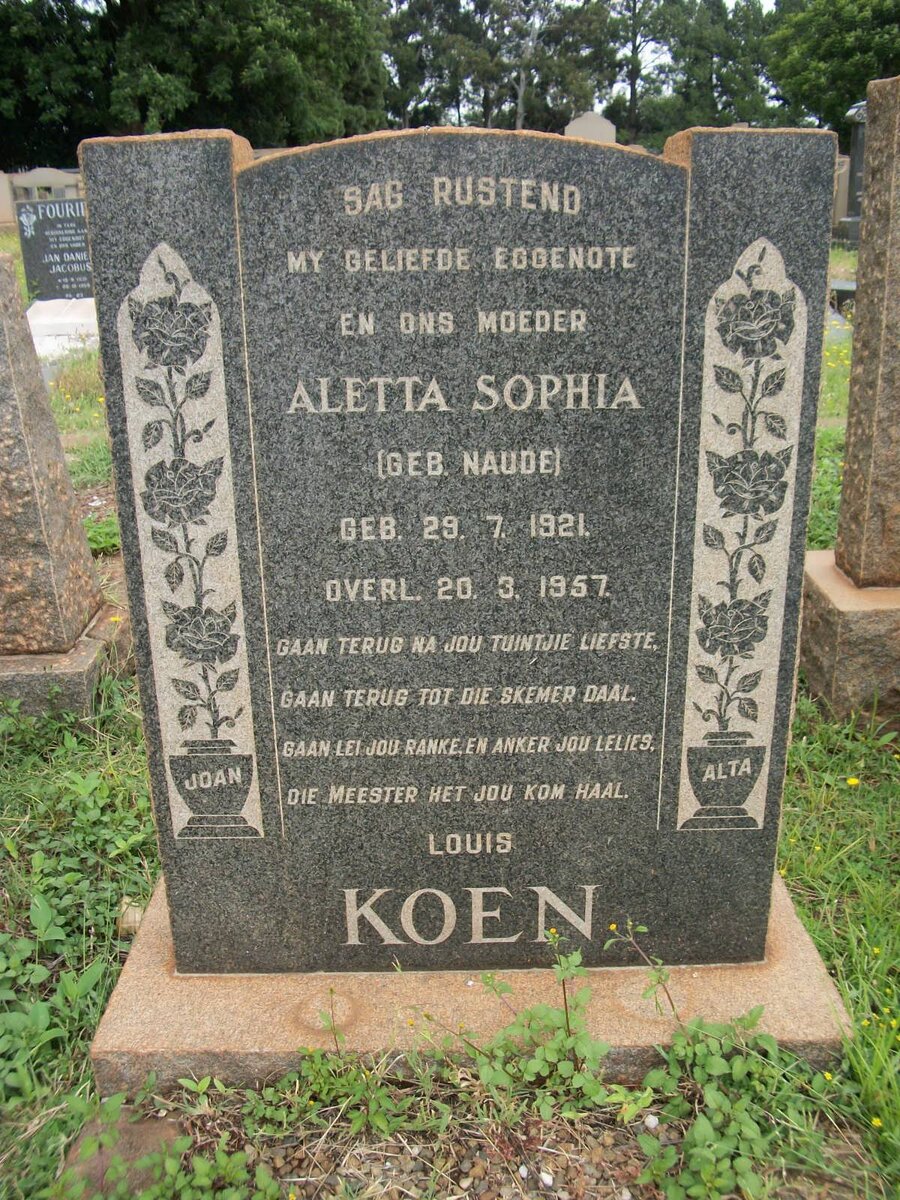 SAG RUSTEND
MY GELIEFDE EGGENOTE
EN ONS MOEDER
ALETTA SOPHIA
(GEB. NAUDE)
GEB. 29. 7. 1921.
OVERL. 20. 3. 1957.
GAAN TERUG NA JOU TUINTJIE LIEFSTE,
GAAN TERUG TOT DIE SKEMER DAAL.
GAAN LEI JOU RANKE, EN ANKER JOU LELIES,
DIE MEESTER HET JOU KOM HAAL.
JOAN
ALTA
LOUIS
KOEN
FOURIE
JAN DANIE
JACOBUS